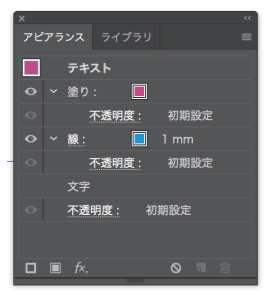 アピアランス ライブラリ
テキスト
塗り：
不透明度： 初期設定
線： 1 mm
不透明度： 初期設定
文字
不透明度： 初期設定
fx.